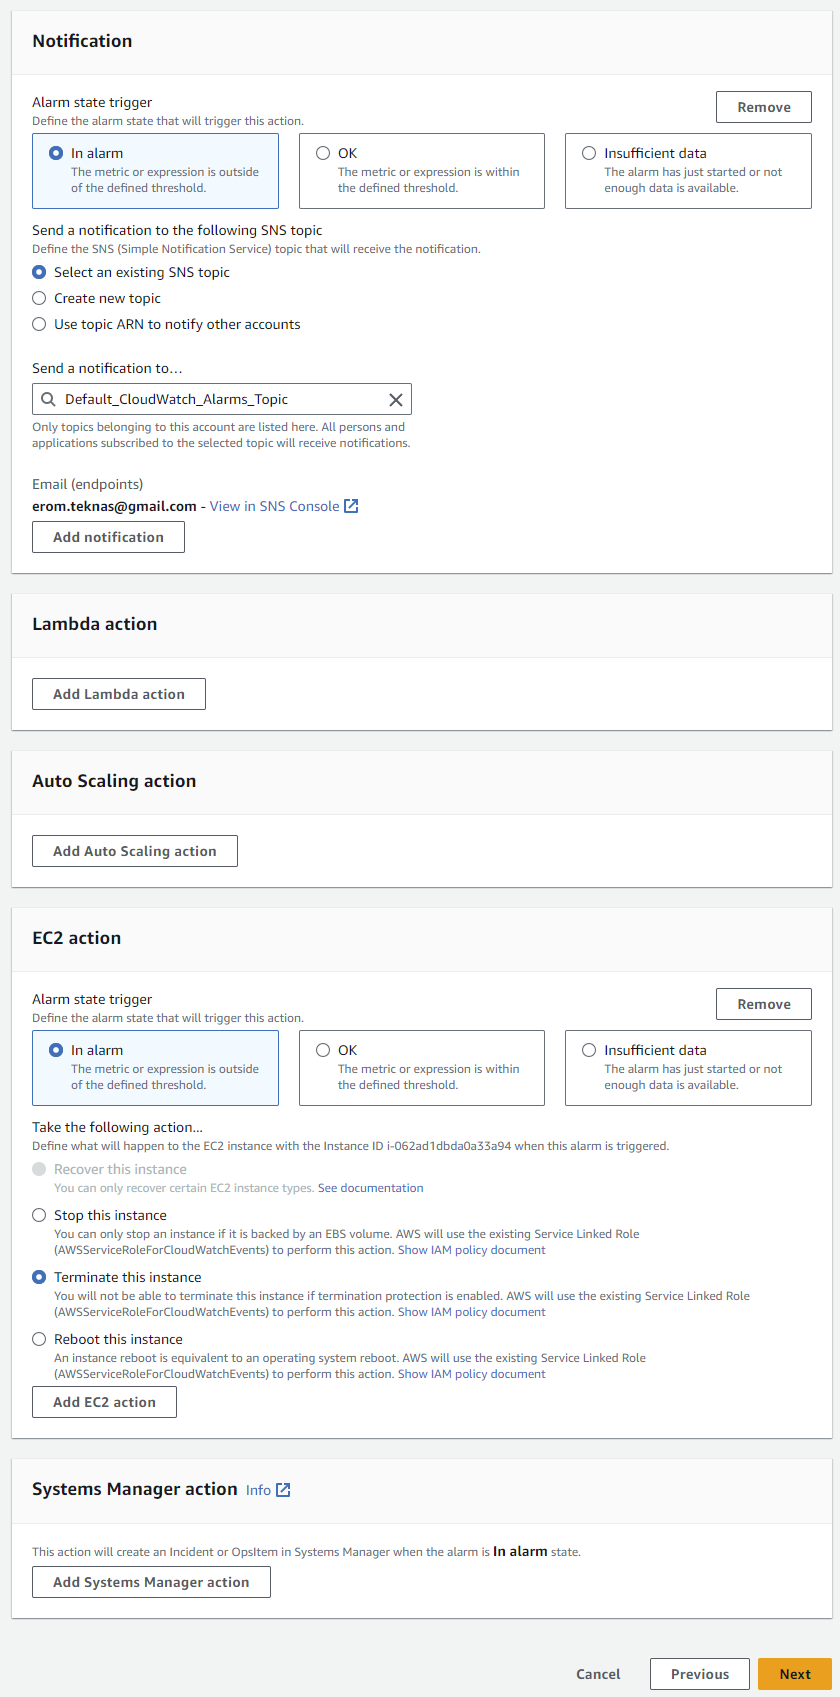 Notification
Alarm state trigger
Define the alarm state that will trigger this action.
Remove
In alarm
The metric or expression is outside
of the defined threshold.
OK
The metric or expression is within
the defined threshold.
Insufficient data
The alarm has just started or not
enough data is available.
Send a notification to the following SNS topic
Define the SNS (Simple Notification Service) topic that will receive the notification.
Select an existing SNS topic
Create new topic
Use topic ARN to notify other accounts
Send a notification to…
Default_CloudWatch_Alarms_Topic
Only topics belonging to this account are listed here. All persons and
applications subscribed to the selected topic will receive notifications.
Email (endpoints)
erom.teknas@gmail.com - View in SNS Console
Add notification
Lambda action
Add Lambda action
Auto Scaling action
Add Auto Scaling action
EC2 action
Alarm state trigger
Define the alarm state that will trigger this action.
Remove
In alarm
The metric or expression is outside
of the defined threshold.
OK
The metric or expression is within
the defined threshold.
Insufficient data
The alarm has just started or not
enough data is available.
Take the following action...
Define what will happen to the EC2 instance with the Instance ID i-062ad1dbda0a33a94 when this alarm is triggered.
Recover this instance
You can only recover certain EC2 instance types. See documentation
Stop this instance
You can only stop an instance if it is backed by an EBS volume. AWS will use the existing Service Linked Role
(AWSServiceRoleForCloudWatchEvents) to perform this action. Show IAM policy document
Terminate this instance
You will not be able to terminate this instance if termination protection is enabled. AWS will use the existing Service Linked Role
(AWSServiceRoleForCloudWatchEvents) to perform this action. Show IAM policy document
Reboot this instance
An instance reboot is equivalent to an operating system reboot. AWS will use the existing Service Linked Role
(AWSServiceRoleForCloudWatchEvents) to perform this action. Show IAM policy document
Add EC2 action
Systems Manager action Info
This action will create an Incident or OpsItem in Systems Manager when the alarm is In alarm state.
Add Systems Manager action
Cancel
Previous
Next